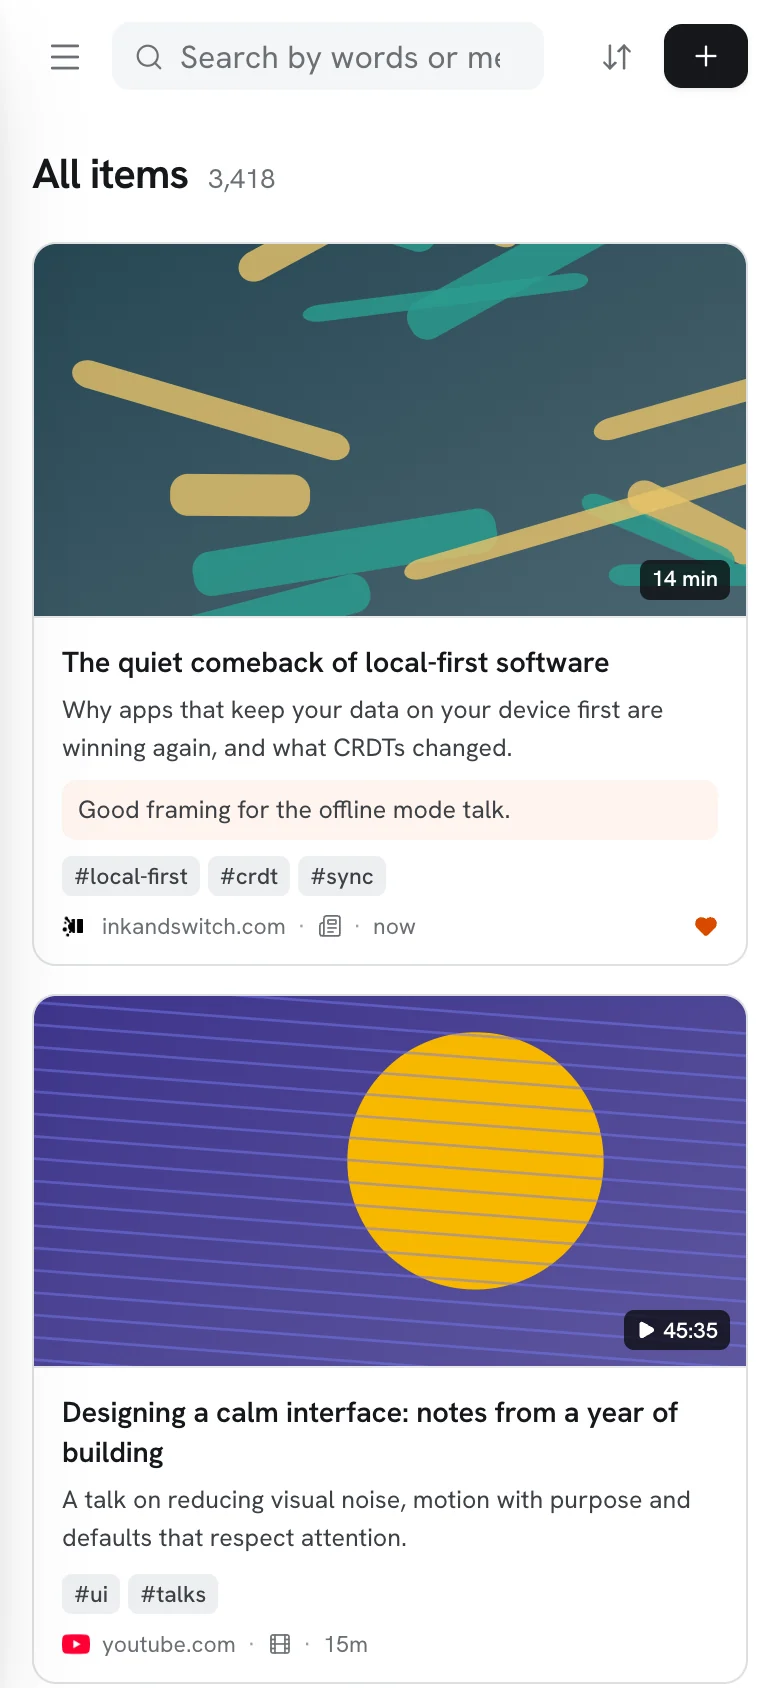 Search by words or me
All items 3,418
14 min
The quiet comeback of local-first software
Why apps that keep your data on your device first are
winning again, and what CRDTs changed.
Good framing for the offline mode talk.
#local-first #crdt #sync
inkandswitch.com · now
45:35
Designing a calm interface: notes from a year of
building
A talk on reducing visual noise, motion with purpose and
defaults that respect attention.
#ui #talks
youtube.com · 15m